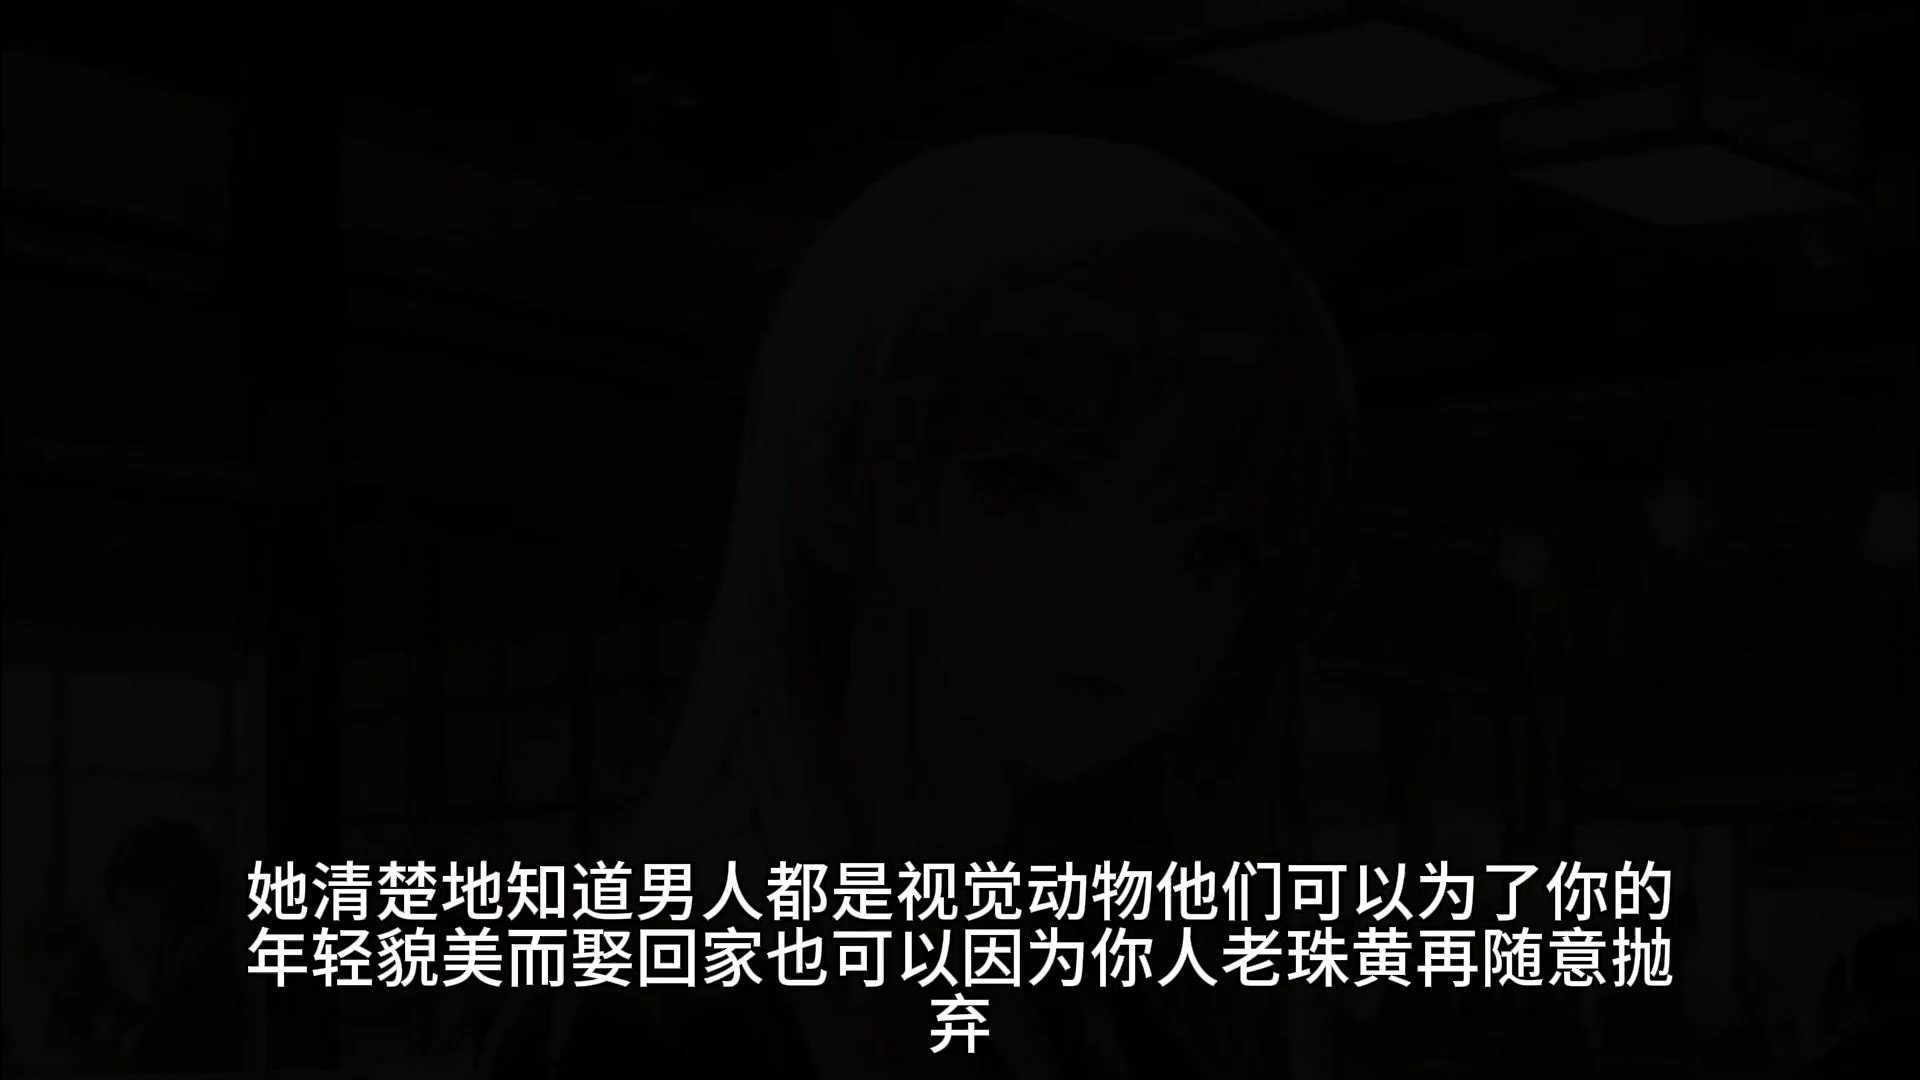 她清楚地知道男人都是视觉动物他们可以为了你的
年轻貌美而娶回家也可以因为你人老珠黄再随意抛
弃